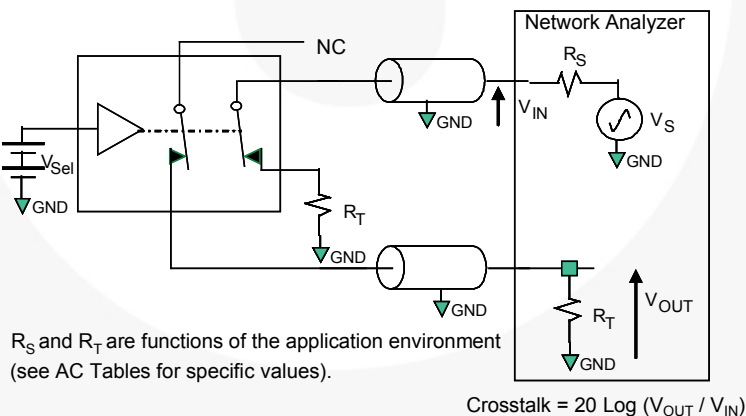 Network Analyzer
NC
R_S
V_IN
V_S
GND
GND
V_Sel
GND
R_T
GND
GND
R_T
V_OUT
GND
R_S and R_T are functions of the application environment
(see AC Tables for specific values).
Crosstalk = 20 Log (V_OUT / V_IN)